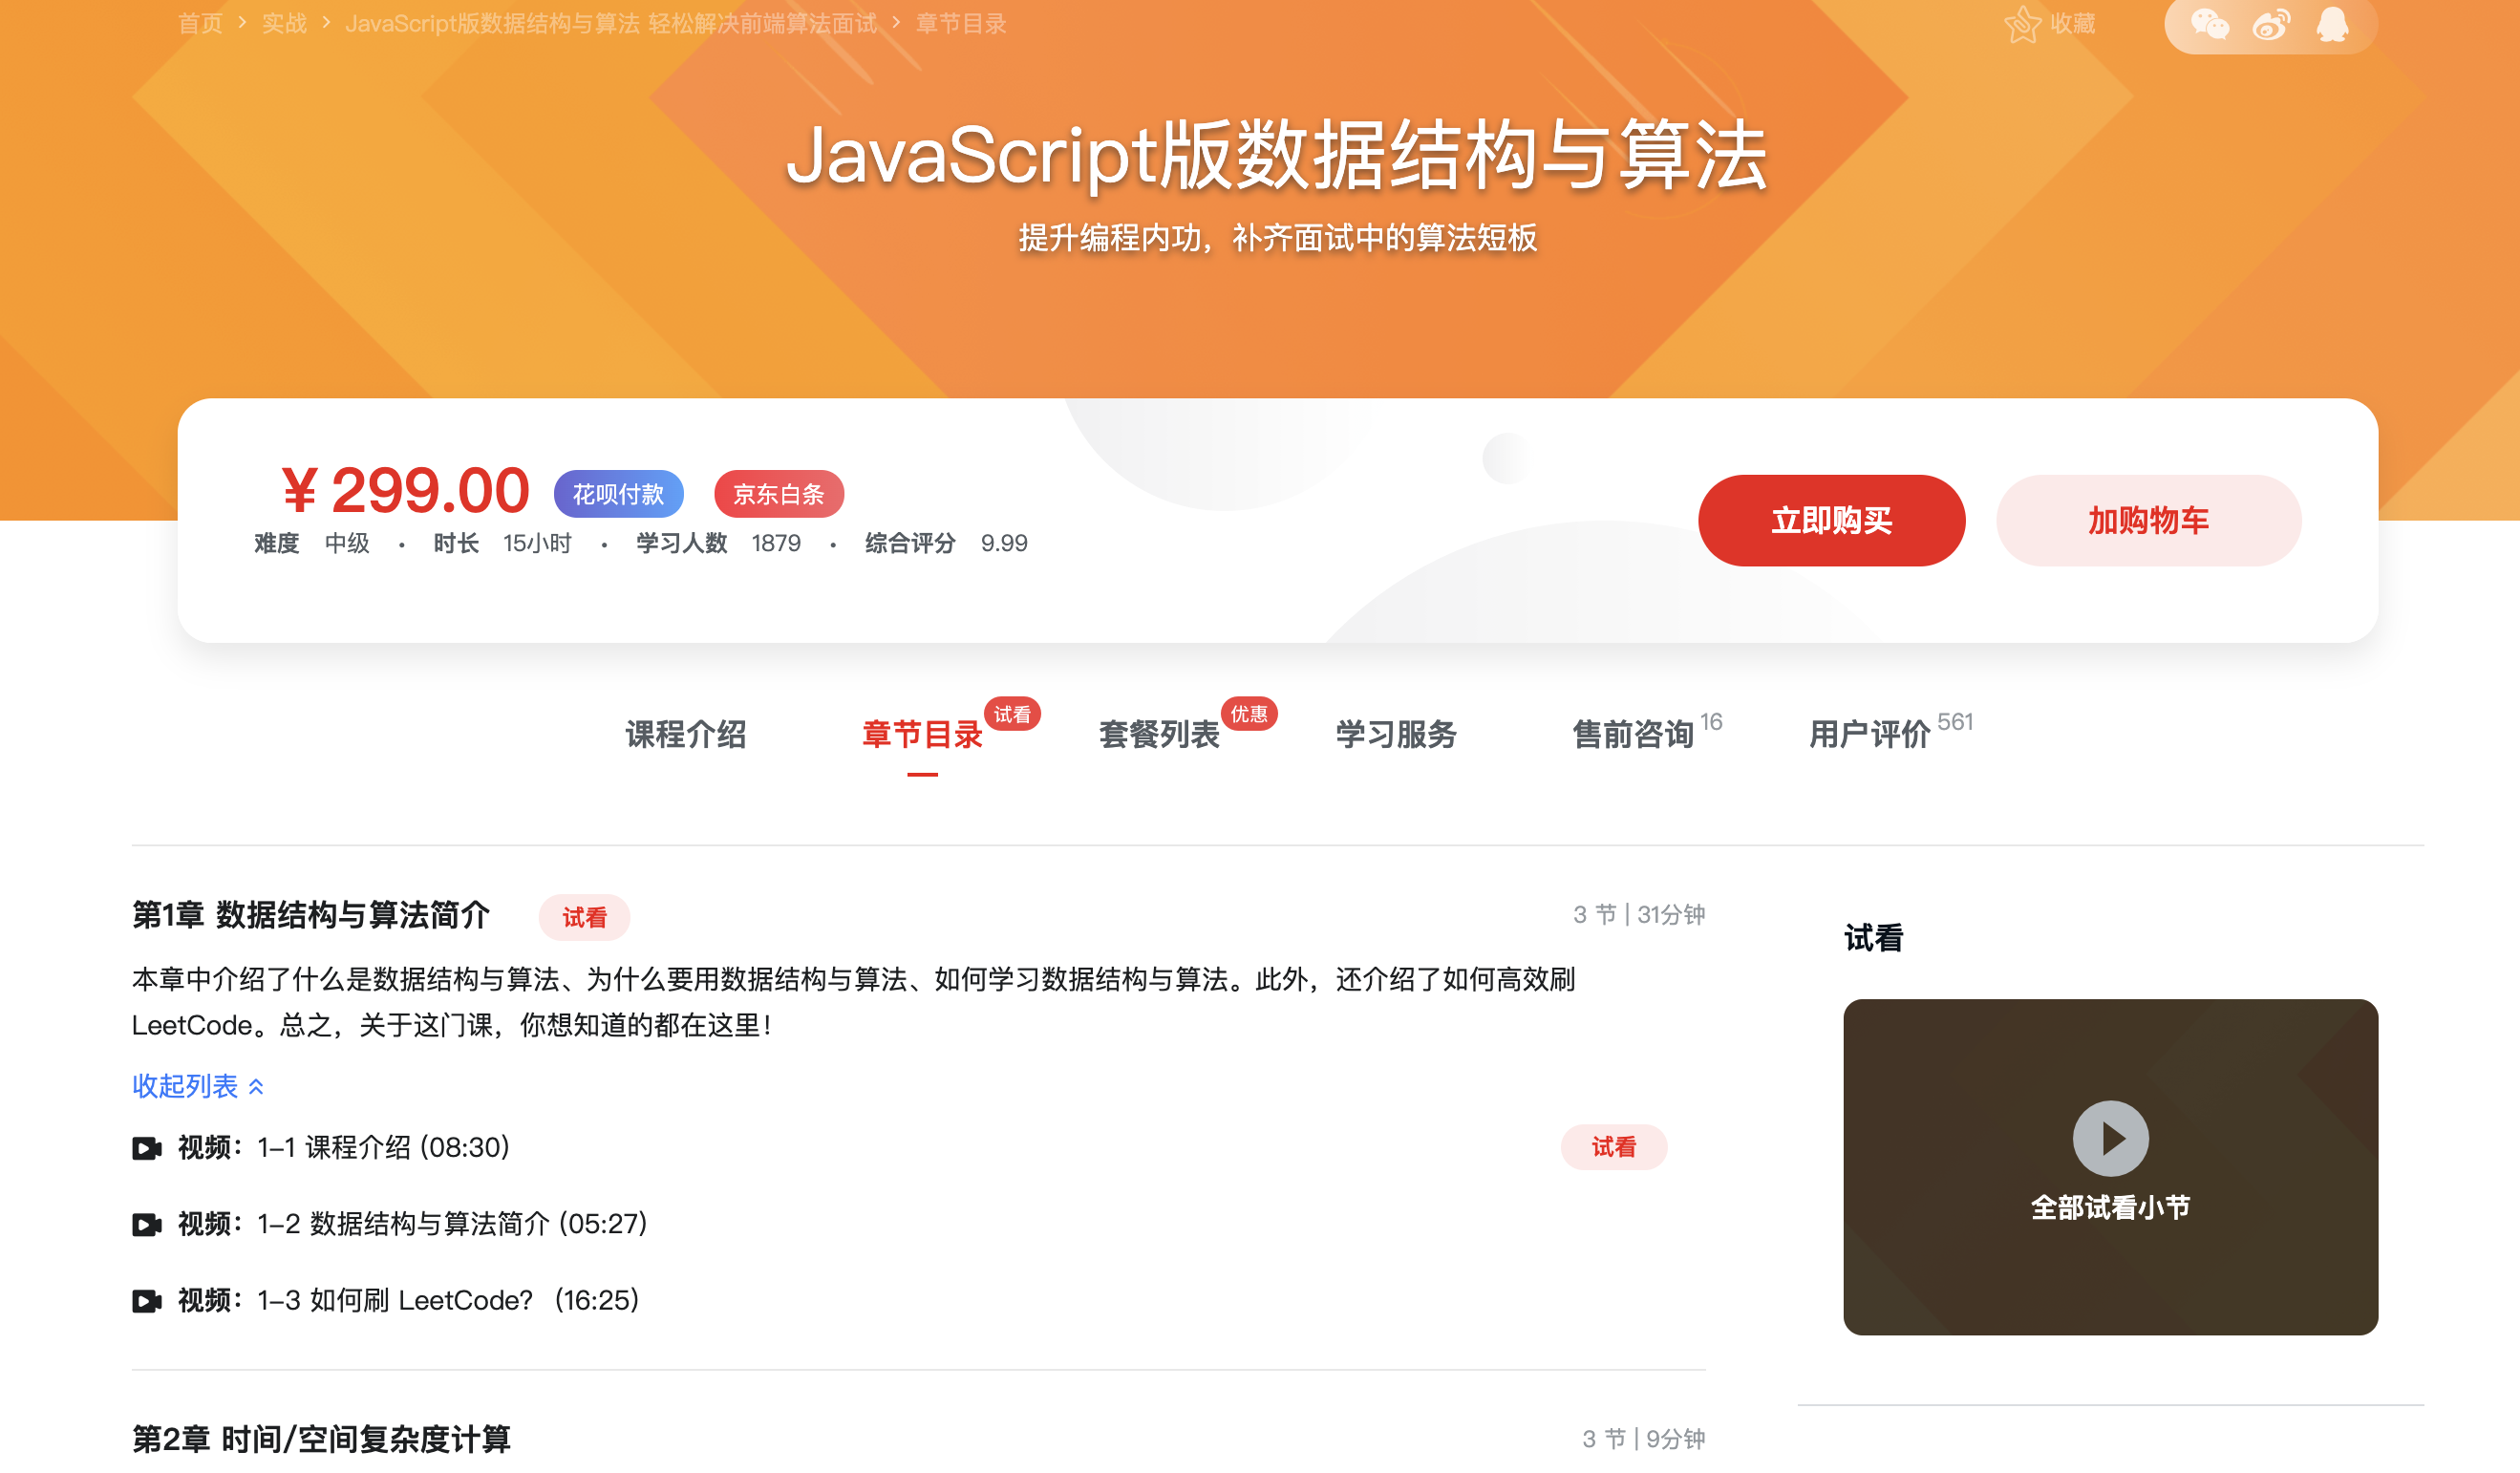 首页 > 实战 > JavaScript版数据结构与算法 轻松解决前端算法面试 > 章节目录
收藏
JavaScript版数据结构与算法
提升编程内功，补齐面试中的算法短板
¥ 299.00 花呗付款 京东白条
难度 中级 · 时长 15小时 · 学习人数 1879 · 综合评分 9.99
立即购买 加购物车
课程介绍 章节目录 试看 套餐列表 优惠 学习服务 售前咨询 16 用户评价 561
第1章 数据结构与算法简介 试看 3 节 | 31分钟
本章中介绍了什么是数据结构与算法、为什么要用数据结构与算法、如何学习数据结构与算法。此外，还介绍了如何高效刷
LeetCode。总之，关于这门课，你想知道的都在这里！
收起列表
视频：1-1 课程介绍 (08:30) 试看
视频：1-2 数据结构与算法简介 (05:27)
视频：1-3 如何刷 LeetCode？ (16:25)
第2章 时间/空间复杂度计算 3 节 | 9分钟
试看
全部试看小节